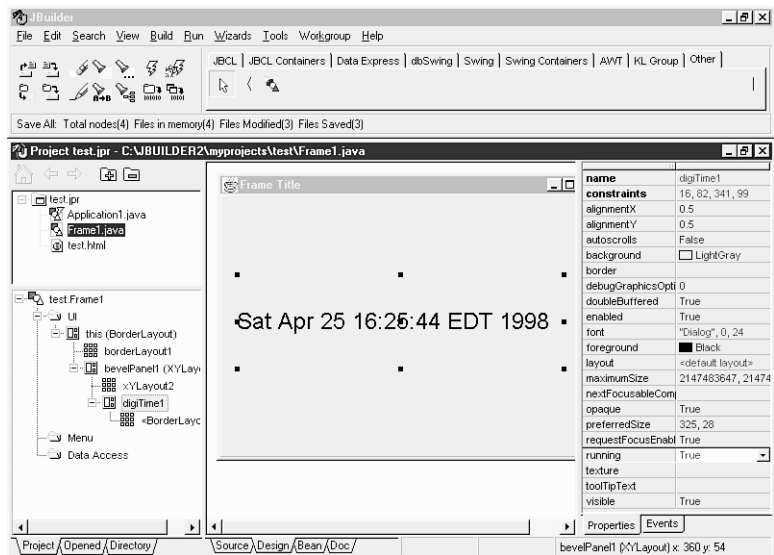 JBuilder
File Edit Search View Build Run Wizards Tools Workgroup Help
JBCL JBCL Containers Data Express dbSwing Swing Swing Containers AWT KL Group Other
A→B
Save All: Total nodes(4) Files in memory(4) Files Modified(3) Files Saved(3)
Project test.jpr - C:\JBUILDER2\myprojects\test\Frame1.java
test.jpr
Application1.java
Frame1.java
test.html
test.Frame1
UI
this (BorderLayout)
borderLayout1
bevelPanel1 (XYLay
xYLayout2
digiTime1
<BorderLayc
Menu
Data Access
Project Opened Directory
Frame Title
Sat Apr 25 16:25:44 EDT 1998
Source Design Bean Doc
name digiTime1
constraints 16, 82, 341, 99
alignmentX 0.5
alignmentY 0.5
autoscrolls False
background LightGray
border
debugGraphicsOpti 0
doubleBuffered True
enabled True
font "Dialog", 0, 24
foreground Black
layout <default layout>
maximumSize 2147483647, 21474
nextFocusableCom
opaque True
preferredSize 325, 28
requestFocusEnabl True
running True
texture
toolTipText
visible True
Properties Events
bevelPanel1 (XYLayout) x: 360 y: 54